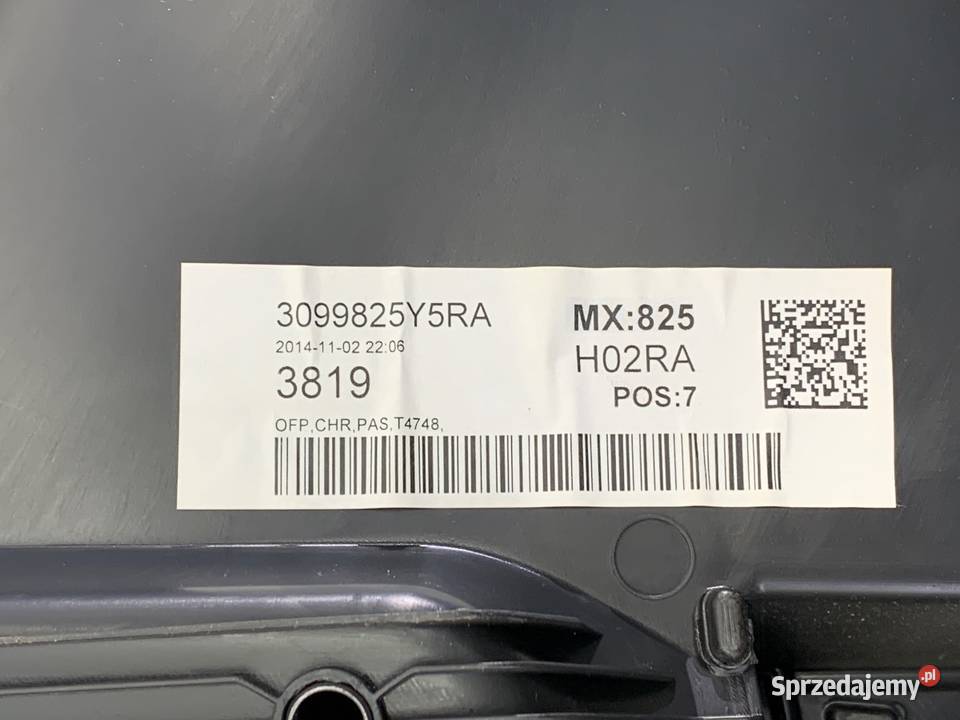 3099825Y5RA
2014-11-02 22:06
3819
OFP,CHR,PAS,T4748,
MX:825
H02RA
POS:7
Sprzedajemy.pl